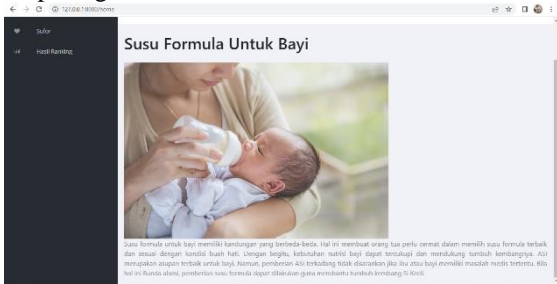 127.0.0.1:8000/home
Sufor
Hasil Ranking
Susu Formula Untuk Bayi
Susu formula untuk bayi memiliki kandungan yang berbeda-beda. Hal ini membuat orang tua perlu cermat dalam memilih susu formula terbaik
dan sesuai dengan kondisi buah hati. Dengan begitu, kebutuhan nutrisi bayi dapat tercukupi dan mendukung tumbuh kembangnya. ASI
merupakan asupan terbaik untuk bayi. Namun, pemberian ASI terkadang tidak disarankan jika ibu atau bayi memiliki masalah medis tertentu. Bila
hal ini Bunda alami, pemberian susu formula dapat dilakukan guna membantu tumbuh kembang Si Kecil.